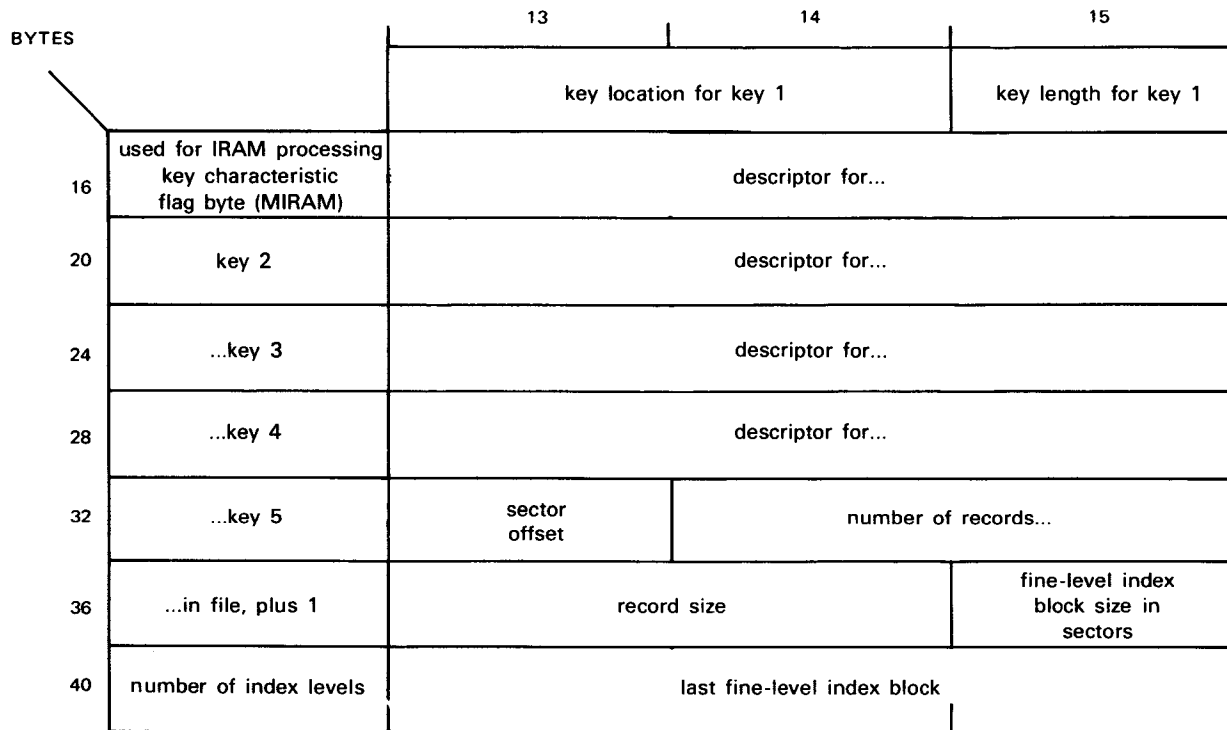 13 14 15
BYTES
key location for key 1 key length for key 1
used for IRAM processing
key characteristic
flag byte (MIRAM)
16 descriptor for...
20 key 2 descriptor for...
24 ...key 3 descriptor for...
28 ...key 4 descriptor for...
32 ...key 5 sector
offset number of records...
36 ...in file, plus 1 record size fine-level index
block size in
sectors
40 number of index levels last fine-level index block